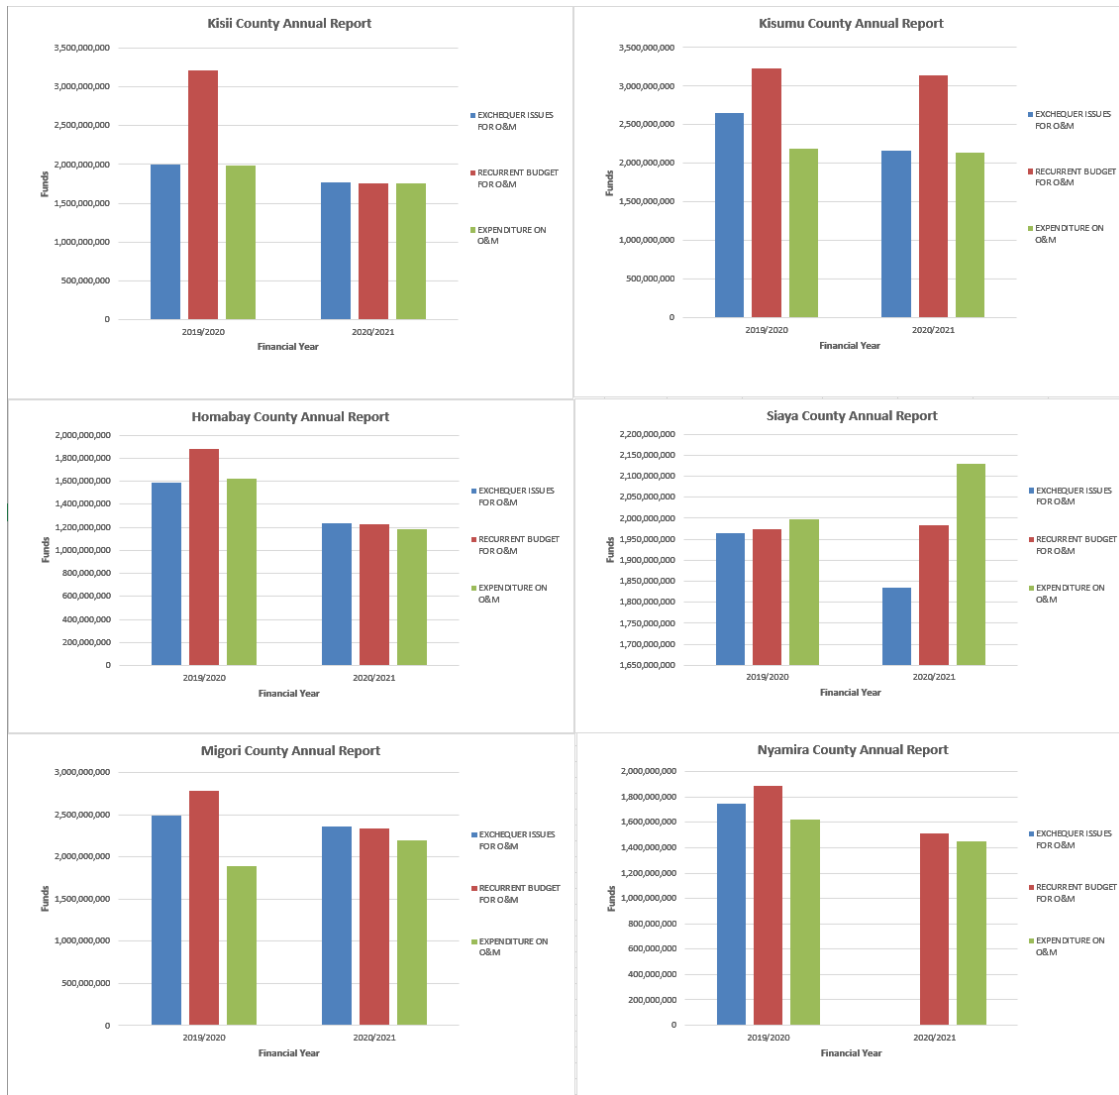 Kisii County Annual Report
3,500,000,000
3,000,000,000
2,500,000,000
2,000,000,000
1,500,000,000
1,000,000,000
500,000,000
0
Funds
2019/2020
2020/2021
Financial Year
EXCHEQUER ISSUES
FOR O&M
RECURRENT BUDGET
FOR O&M
EXPENDITURE ON
O&M
Kisumu County Annual Report
3,500,000,000
3,000,000,000
2,500,000,000
2,000,000,000
1,500,000,000
1,000,000,000
500,000,000
0
Funds
2019/2020
2020/2021
Financial Year
EXCHEQUER ISSUES
FOR O&M
RECURRENT BUDGET
FOR O&M
EXPENDITURE ON
O&M
Homabay County Annual Report
2,000,000,000
1,800,000,000
1,600,000,000
1,400,000,000
1,200,000,000
1,000,000,000
800,000,000
600,000,000
400,000,000
200,000,000
0
Funds
2019/2020
2020/2021
Financial Year
EXCHEQUER ISSUES
FOR O&M
RECURRENT BUDGET
FOR O&M
EXPENDITURE ON
O&M
Siaya County Annual Report
2,200,000,000
2,150,000,000
2,100,000,000
2,050,000,000
2,000,000,000
1,950,000,000
1,900,000,000
1,850,000,000
1,800,000,000
1,750,000,000
1,700,000,000
1,650,000,000
Funds
2019/2020
2020/2021
Financial Year
EXCHEQUER ISSUES
FOR O&M
RECURRENT BUDGET
FOR O&M
EXPENDITURE ON
O&M
Migori County Annual Report
3,000,000,000
2,500,000,000
2,000,000,000
1,500,000,000
1,000,000,000
500,000,000
0
Funds
2019/2020
2020/2021
Financial Year
EXCHEQUER ISSUES
FOR O&M
RECURRENT BUDGET
FOR O&M
EXPENDITURE ON
O&M
Nyamira County Annual Report
2,000,000,000
1,800,000,000
1,600,000,000
1,400,000,000
1,200,000,000
1,000,000,000
800,000,000
600,000,000
400,000,000
200,000,000
0
Funds
2019/2020
2020/2021
Financial Year
EXCHEQUER ISSUES
FOR O&M
RECURRENT BUDGET
FOR O&M
EXPENDITURE ON
O&M